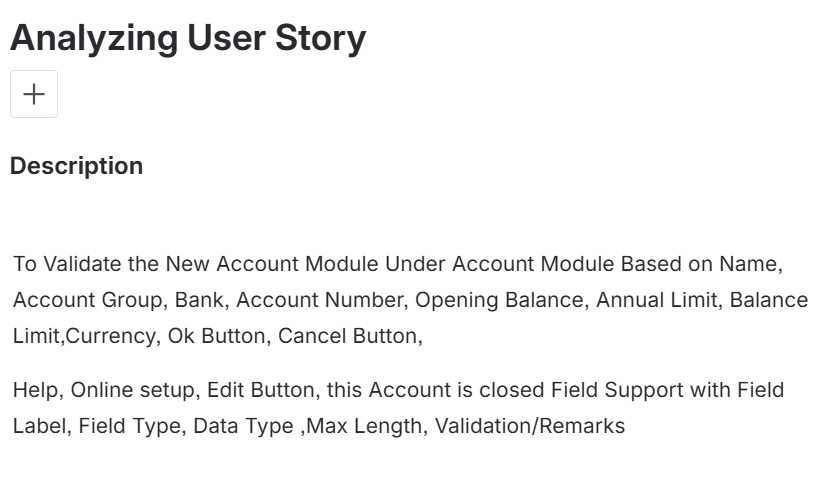 Analyzing User Story
Description
To Validate the New Account Module Under Account Module Based on Name,
Account Group, Bank, Account Number, Opening Balance, Annual Limit, Balance
Limit,Currency, Ok Button, Cancel Button,
Help, Online setup, Edit Button, this Account is closed Field Support with Field
Label, Field Type, Data Type ,Max Length, Validation/Remarks